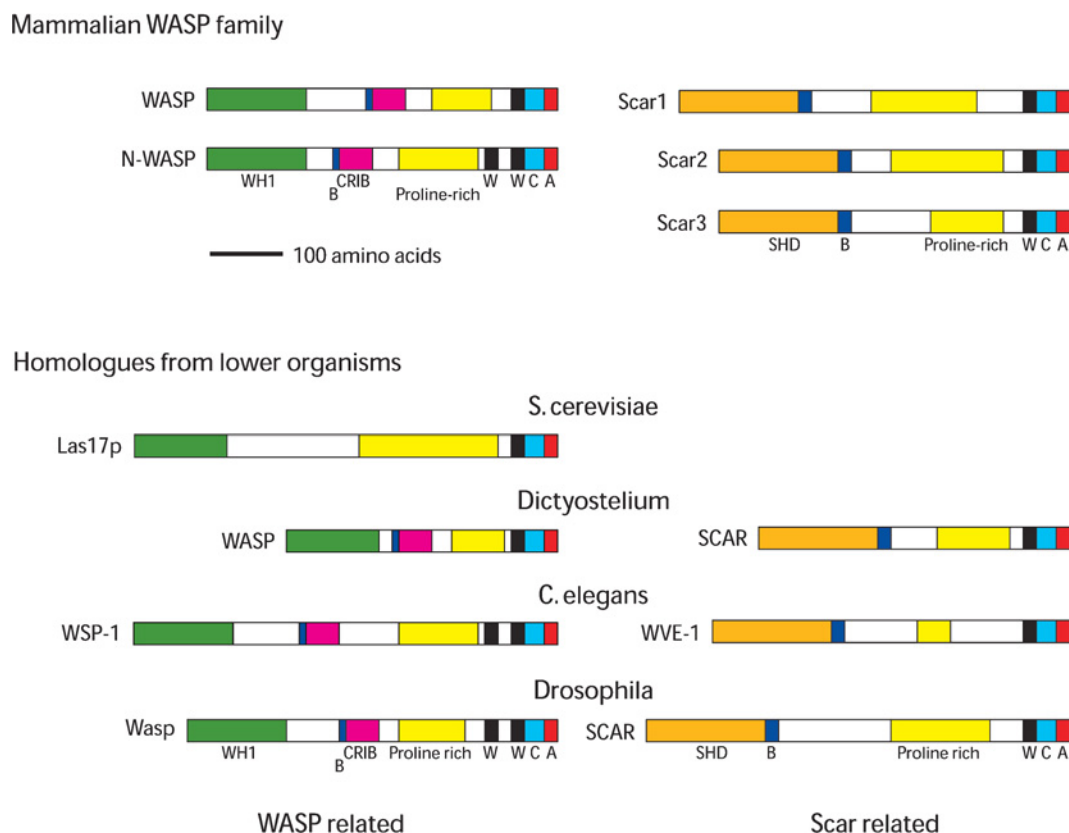 Mammalian WASP family
WASP
N-WASP
WH1
B
CRIB
Proline-rich
W
W C A
100 amino acids
Scar1
Scar2
Scar3
SHD
B
Proline-rich
W C A
Homologues from lower organisms
S. cerevisiae
Las17p
Dictyostelium
WASP
SCAR
C. elegans
WSP-1
WVE-1
Drosophila
Wasp
WH1
B
CRIB
Proline rich
W
W C A
SCAR
SHD
B
Proline rich
W C A
WASP related
Scar related